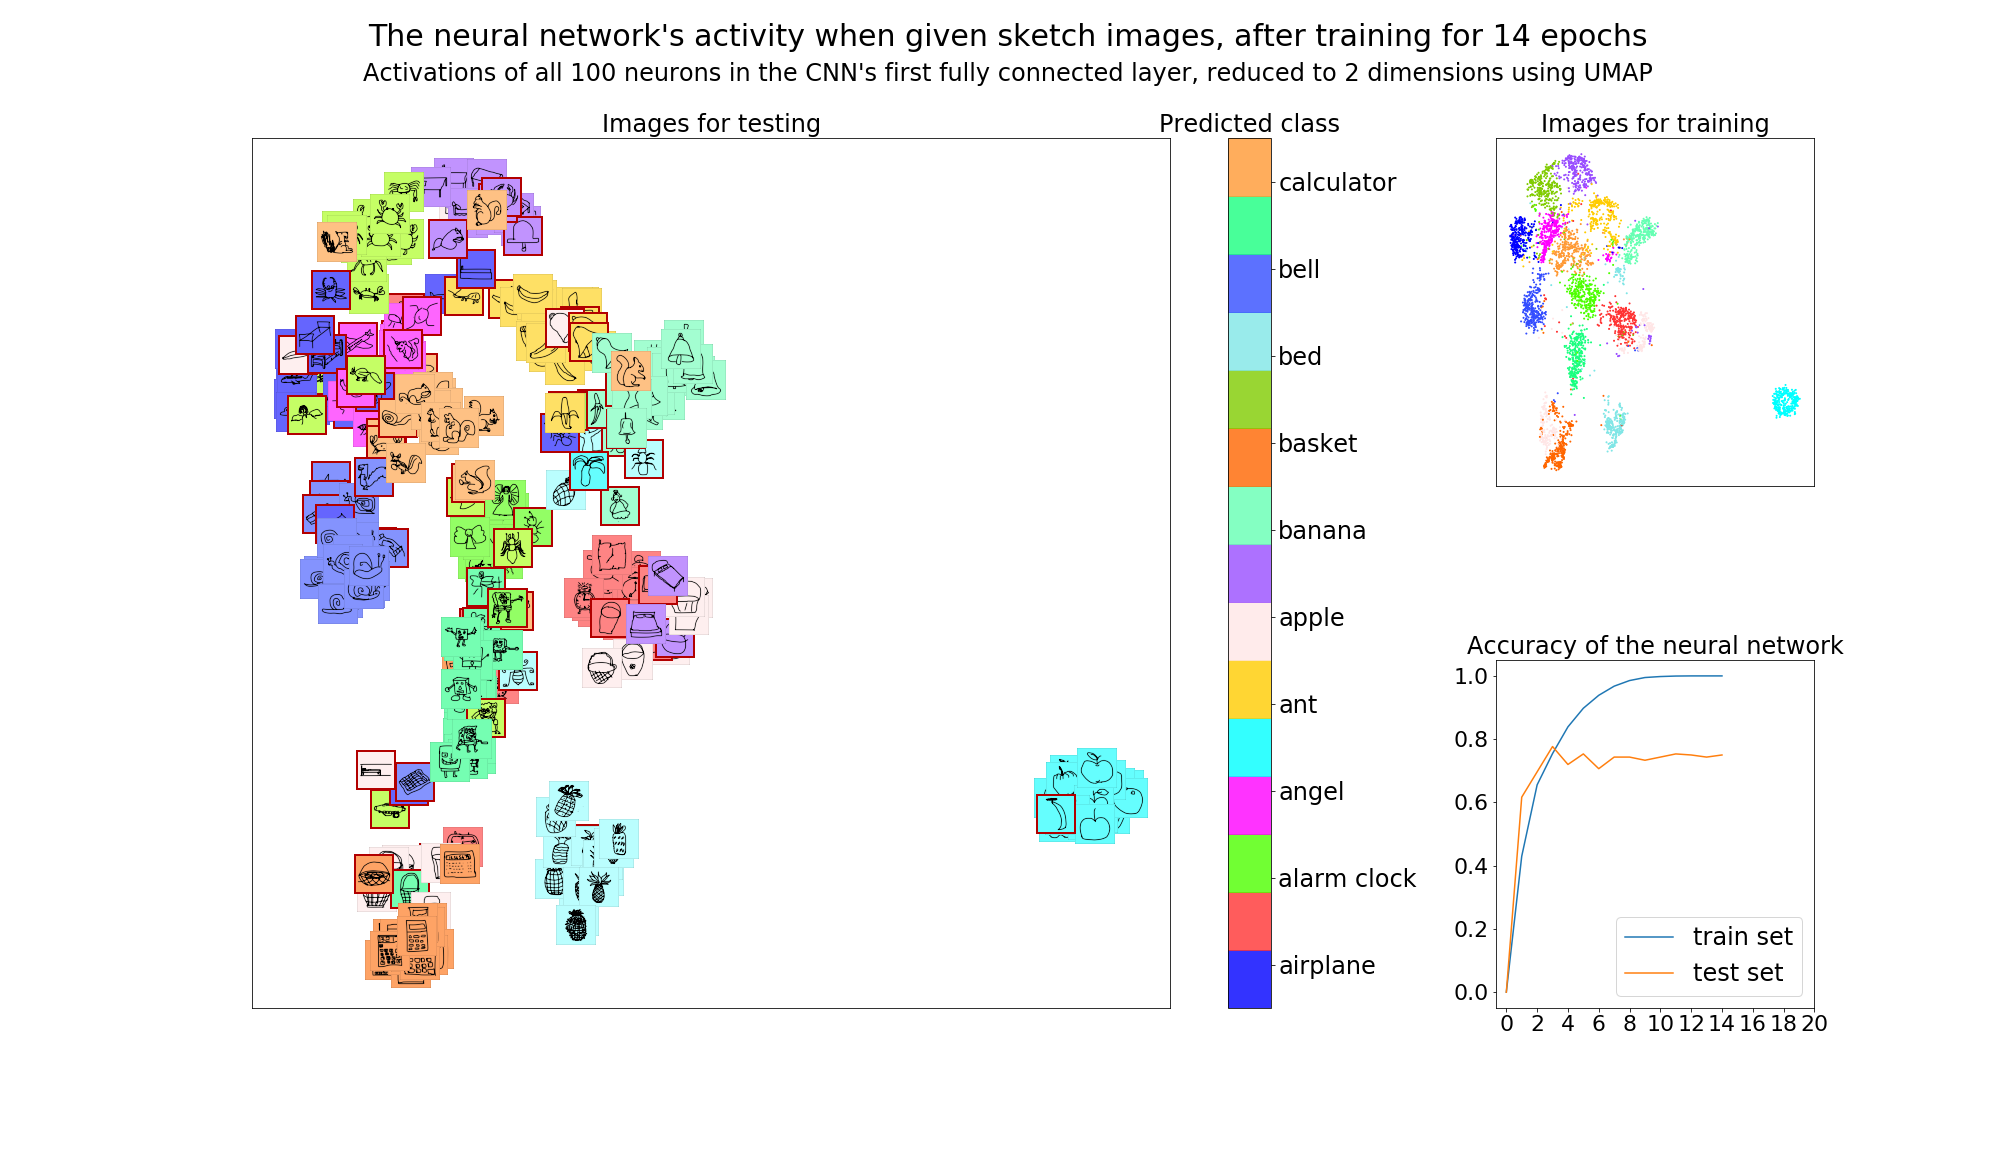 The neural network's activity when given sketch images, after training for 14 epochs
Activations of all 100 neurons in the CNN's first fully connected layer, reduced to 2 dimensions using UMAP
Images for testing
Predicted class
calculator
bell
bed
basket
banana
apple
ant
angel
alarm clock
airplane
Images for training
Accuracy of the neural network
1.0
0.8
0.6
0.4
0.2
0.0
train set
test set
0 2 4 6 8 10 12 14 16 18 20